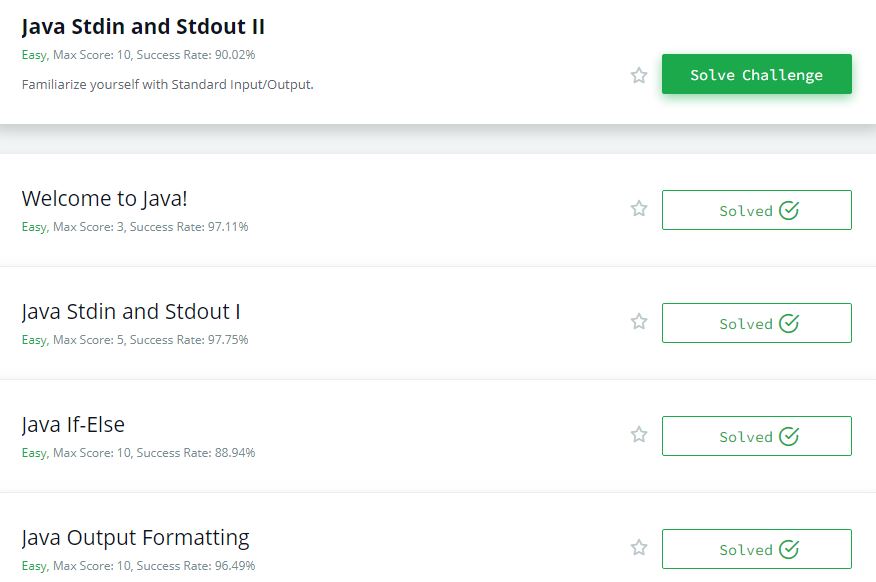 Java Stdin and Stdout II
Easy, Max Score: 10, Success Rate: 90.02%
Familiarize yourself with Standard Input/Output.
Solve Challenge
Welcome to Java!
Easy, Max Score: 3, Success Rate: 97.11%
Solved
Java Stdin and Stdout I
Easy, Max Score: 5, Success Rate: 97.75%
Solved
Java If-Else
Easy, Max Score: 10, Success Rate: 88.94%
Solved
Java Output Formatting
Easy, Max Score: 10, Success Rate: 96.49%
Solved